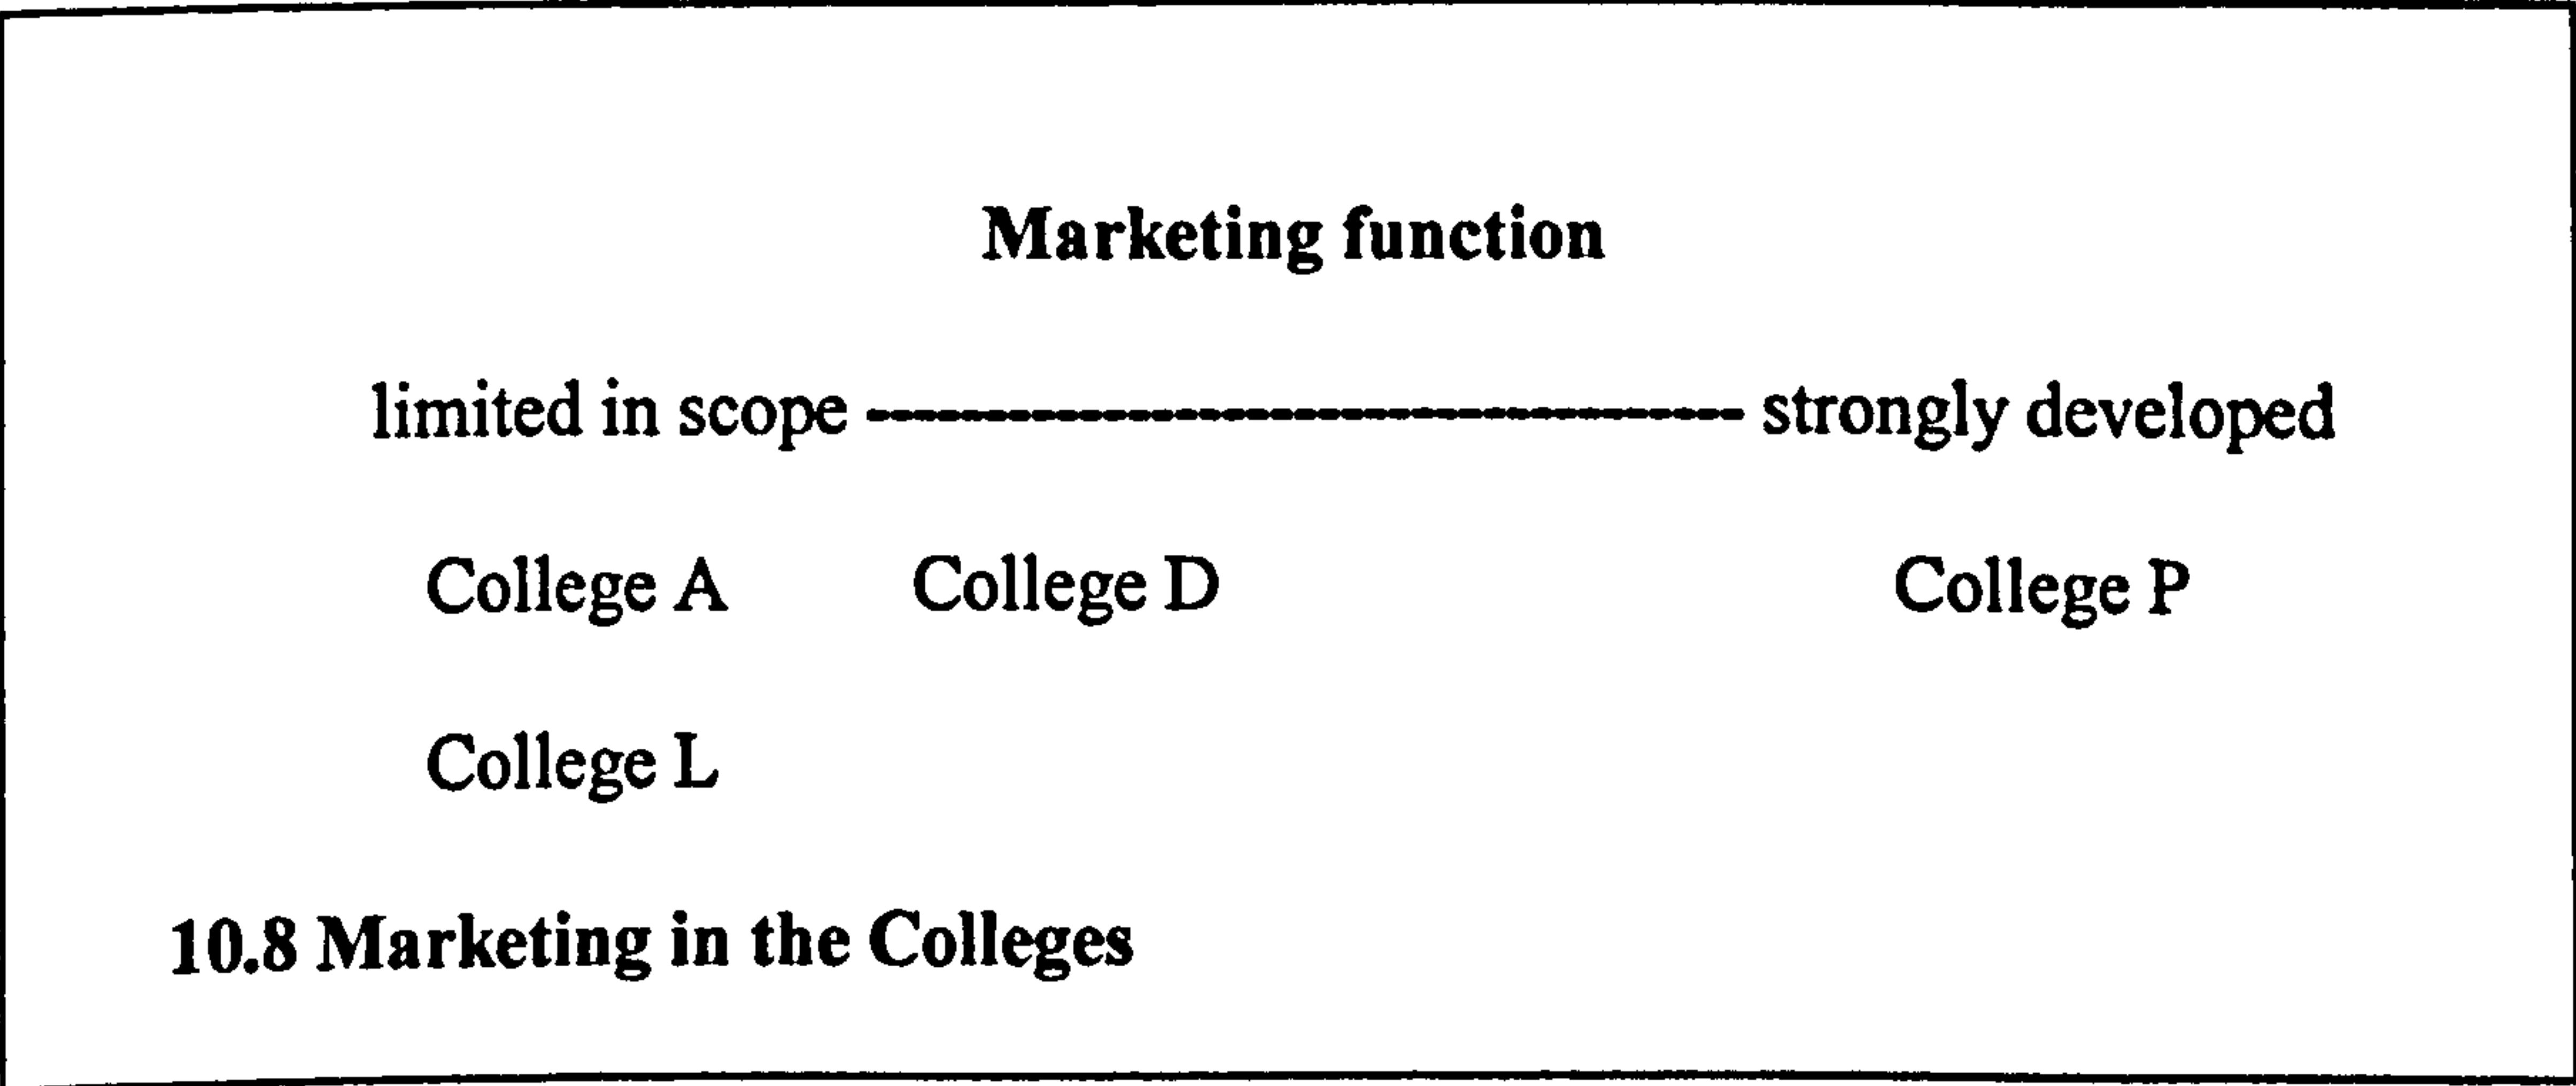 Marketing function
limited in scope ------------------------------------ strongly developed
College A College D College P
College L
10.8 Marketing in the Colleges